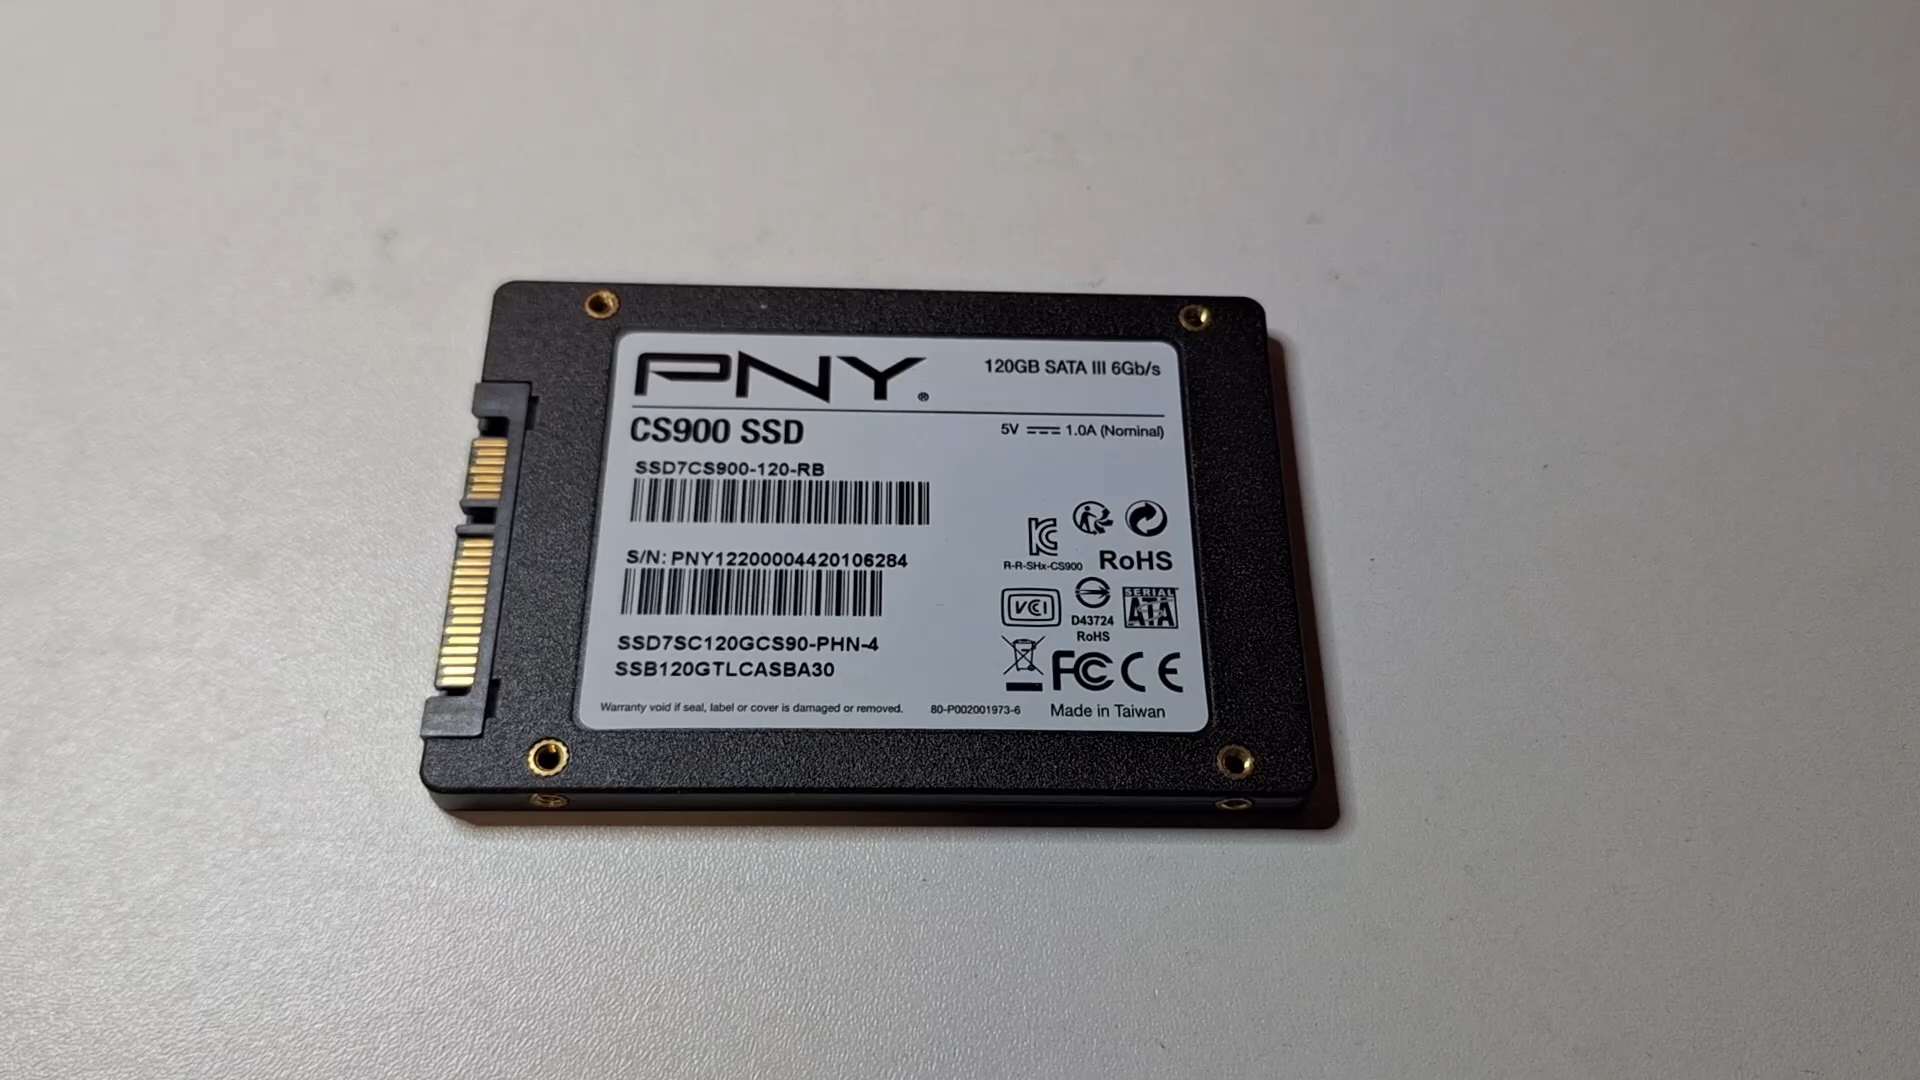 PNY®
120GB SATA III 6Gb/s
CS900 SSD
5V 1.0A (Nominal)
SSD7CS900-120-RB
S/N: PNY12200004420106284
R-R-SHx-CS900
RoHS
VCI
D43724
RoHS
SERIAL
ATA
SSD7SC120GCS90-PHN-4
SSB120GTLCASBA30
FC CE
Warranty void if seal, label or cover is damaged or removed.
80-P002001973-6
Made in Taiwan